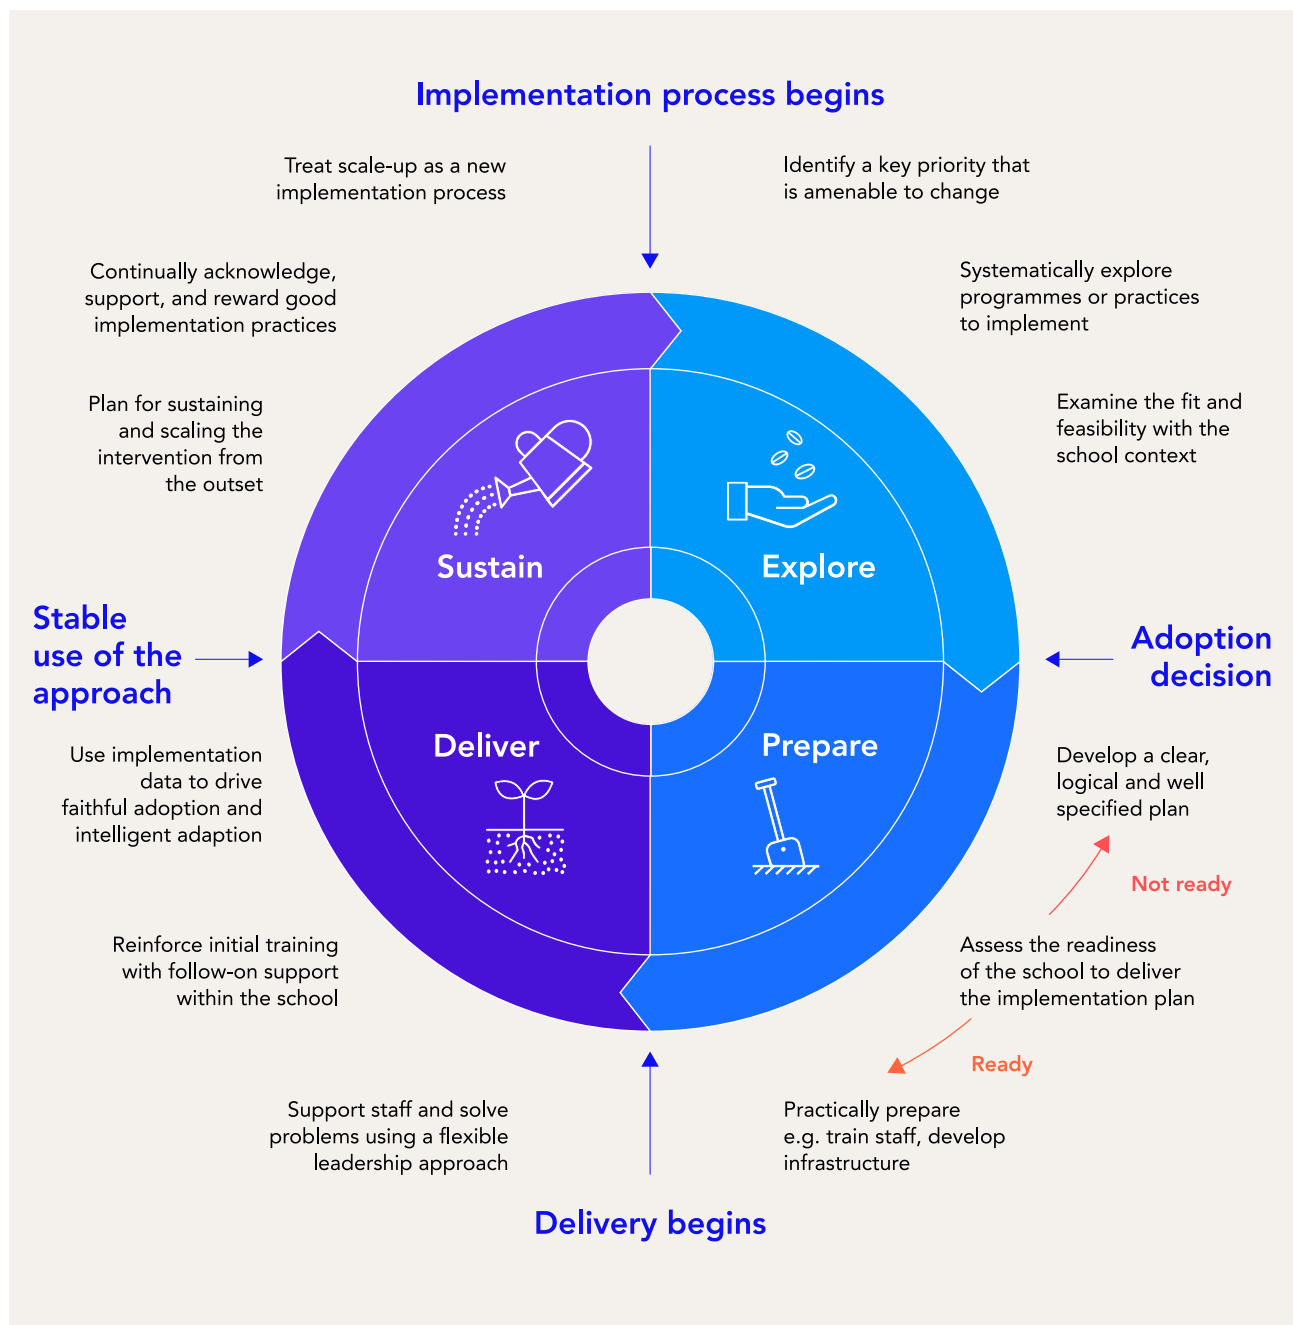 Implementation process begins
Treat scale-up as a new
implementation process
Identify a key priority that
is amenable to change
Continually acknowledge,
support, and reward good
implementation practices
Systematically explore
programmes or practices
to implement
Plan for sustaining
and scaling the
intervention from
the outset
Examine the fit and
feasibility with the
school context
Sustain
Explore
Stable
use of the
approach
Adoption
decision
Deliver
Prepare
Use implementation
data to drive
faithful adoption and
intelligent adaption
Develop a clear,
logical and well
specified plan
Not ready
Reinforce initial training
with follow-on support
within the school
Assess the readiness
of the school to deliver
the implementation plan
Ready
Support staff and solve
problems using a flexible
leadership approach
Practically prepare
e.g. train staff, develop
infrastructure
Delivery begins